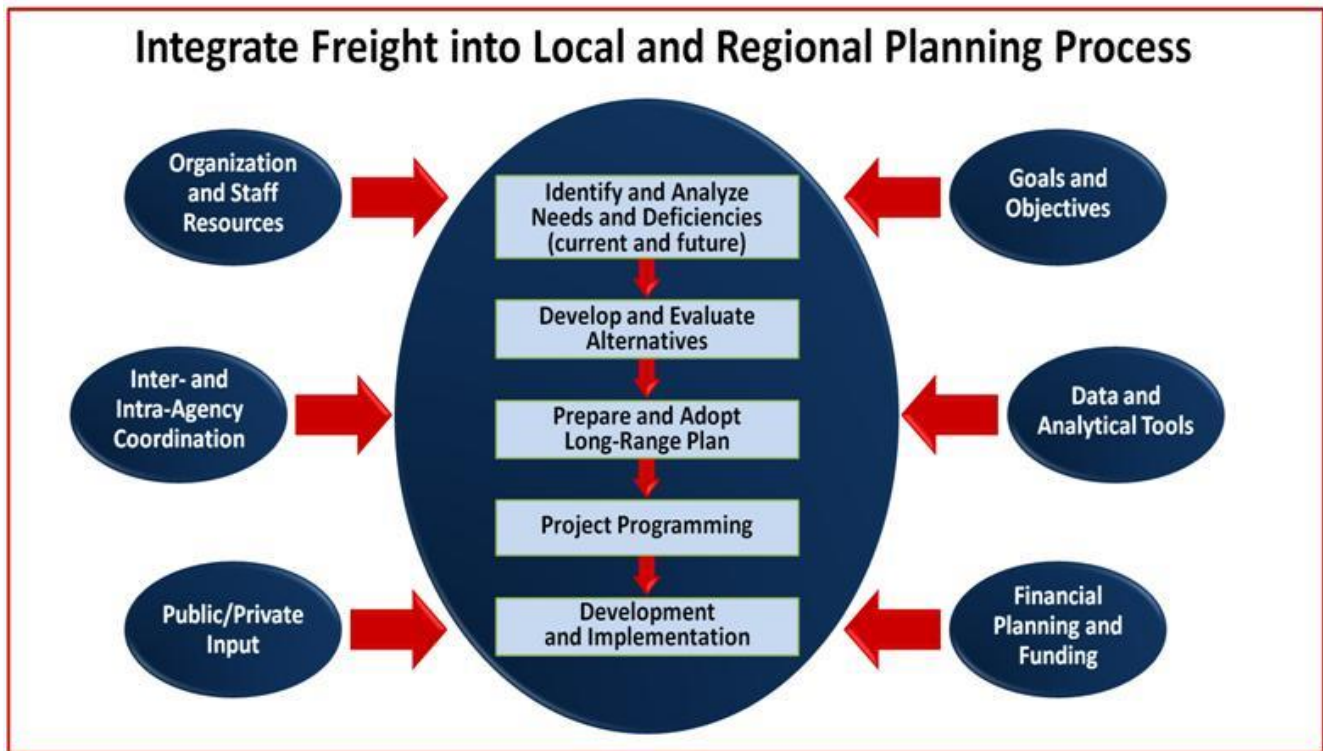 Integrate Freight into Local and Regional Planning Process
Organization
and Staff
Resources
Inter- and
Intra-Agency
Coordination
Public/Private
Input
Identify and Analyze
Needs and Deficiencies
(current and future)
Develop and Evaluate
Alternatives
Prepare and Adopt
Long-Range Plan
Project Programming
Development
and Implementation
Goals and
Objectives
Data and
Analytical Tools
Financial
Planning and
Funding